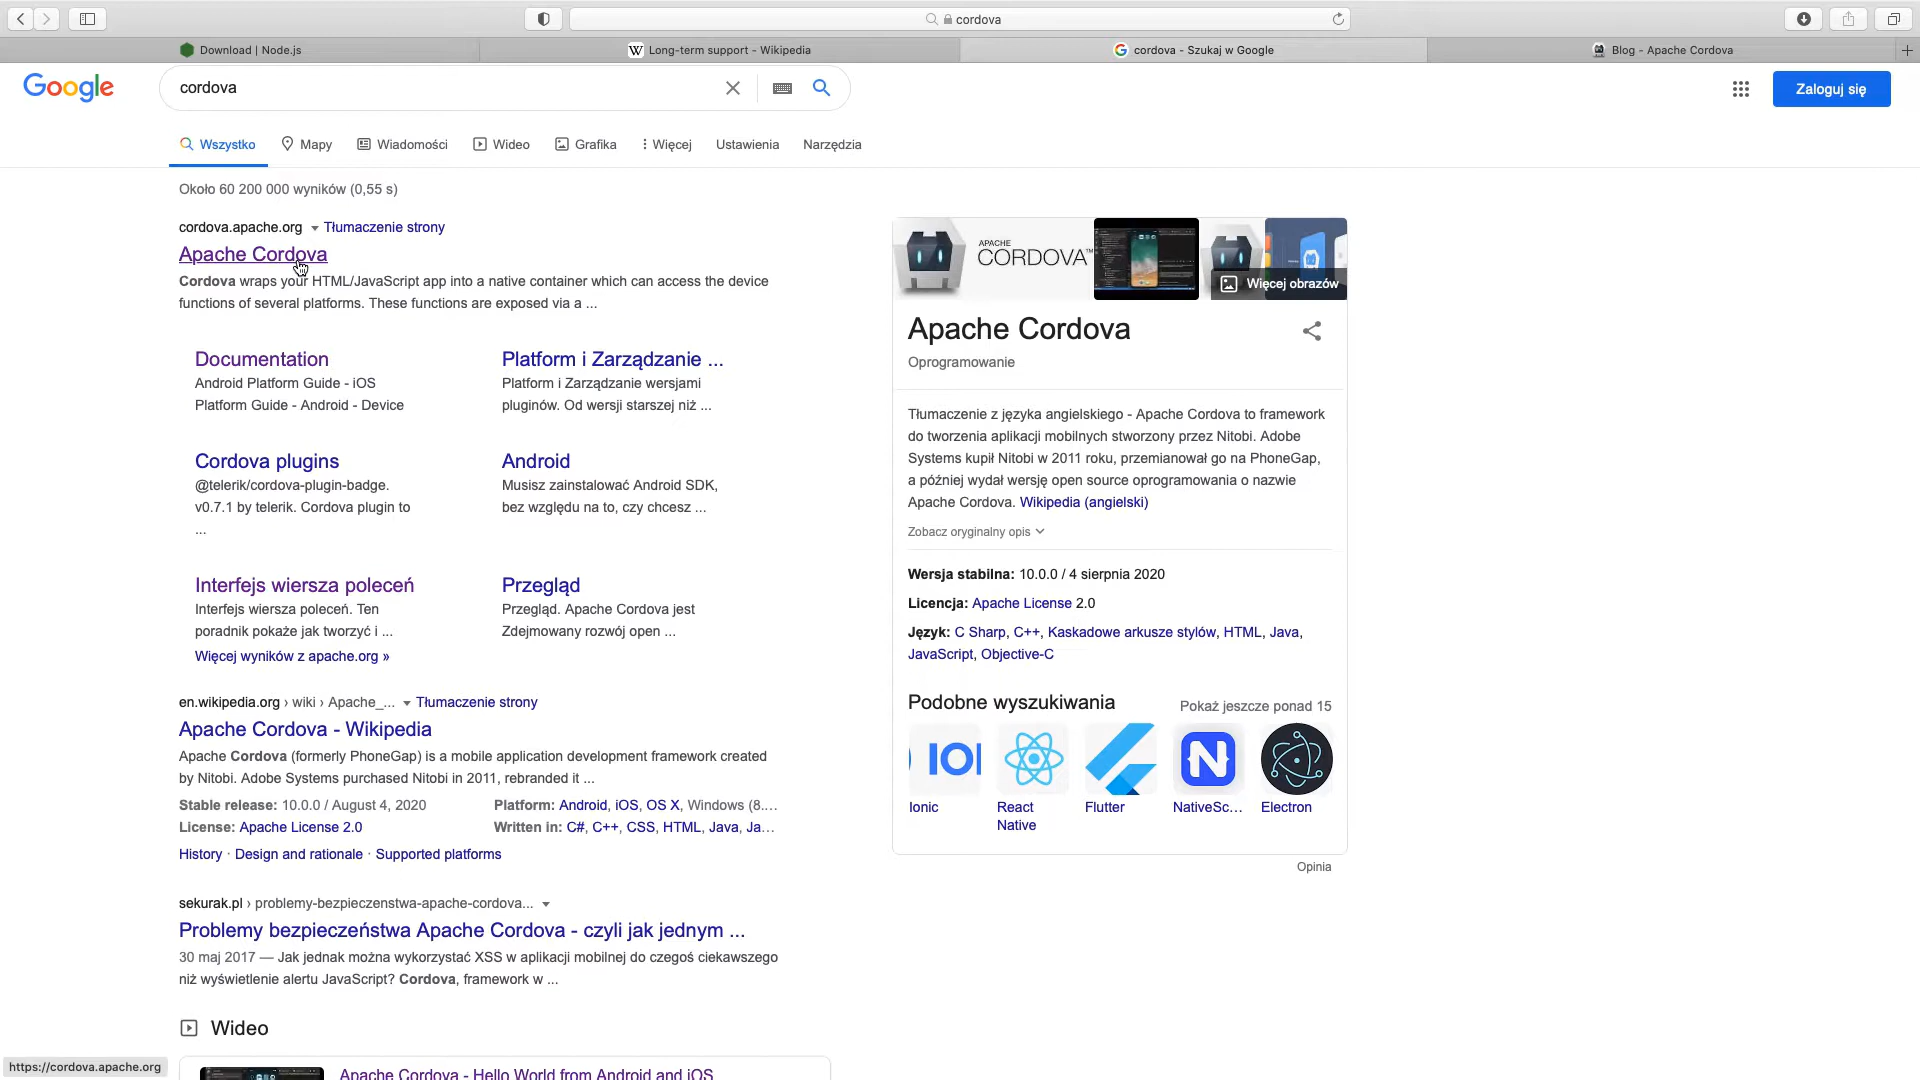 cordova
Download | Node.js
Long-term support - Wikipedia
cordova - Szukaj w Google
Blog - Apache Cordova
Google
cordova
Zaloguj się
Wszystko
Mapy
Wiadomości
Wideo
Grafika
Więcej
Ustawienia
Narzędzia
Około 60 200 000 wyników (0,55 s)
cordova.apache.org
Tłumaczenie strony
Apache Cordova
Cordova wraps your HTML/JavaScript app into a native container which can access the device
functions of several platforms. These functions are exposed via a ...
Documentation
Android Platform Guide - iOS
Platform Guide - Android - Device
Platform i Zarządzanie ...
Platform i Zarządzanie wersjami
pluginów. Od wersji starszej niż ...
Cordova plugins
@telerik/cordova-plugin-badge.
v0.7.1 by telerik. Cordova plugin to
...
Android
Musisz zainstalować Android SDK,
bez względu na to, czy chcesz ...
Interfejs wiersza poleceń
Interfejs wiersza poleceń. Ten
poradnik pokaże jak tworzyć i ...
Przegląd
Przegląd. Apache Cordova jest
Zdejmowany rozwój open ...
Więcej wyników z apache.org »
en.wikipedia.org › wiki › Apache_...
Tłumaczenie strony
Apache Cordova - Wikipedia
Apache Cordova (formerly PhoneGap) is a mobile application development framework created
by Nitobi. Adobe Systems purchased Nitobi in 2011, rebranded it ...
Stable release: 10.0.0 / August 4, 2020
Platform: Android, iOS, OS X, Windows (8....
License: Apache License 2.0
Written in: C#, C++, CSS, HTML, Java, Ja...
History · Design and rationale · Supported platforms
sekurak.pl › problemy-bezpieczenstwa-apache-cordova...
Problemy bezpieczeństwa Apache Cordova - czyli jak jednym ...
30 maj 2017 — Jak jednak można wykorzystać XSS w aplikacji mobilnej do czegoś ciekawszego
niż wyświetlenie alertu JavaScript? Cordova, framework w ...
Wideo
Apache Cordova - Hello World from Android and iOS
https://cordova.apache.org
APACHE
CORDOVA™
Więcej obrazów
Apache Cordova
Oprogramowanie
Tłumaczenie z języka angielskiego - Apache Cordova to framework
do tworzenia aplikacji mobilnych stworzony przez Nitobi. Adobe
Systems kupił Nitobi w 2011 roku, przemianował go na PhoneGap,
a później wydał wersję open source oprogramowania o nazwie
Apache Cordova. Wikipedia (angielski)
Zobacz oryginalny opis
Wersja stabilna: 10.0.0 / 4 sierpnia 2020
Licencja: Apache License 2.0
Język: C Sharp, C++, Kaskadowe arkusze stylów, HTML, Java,
JavaScript, Objective-C
Podobne wyszukiwania
Pokaż jeszcze ponad 15
Ionic
React
Native
Flutter
NativeSc...
Electron
Opinia